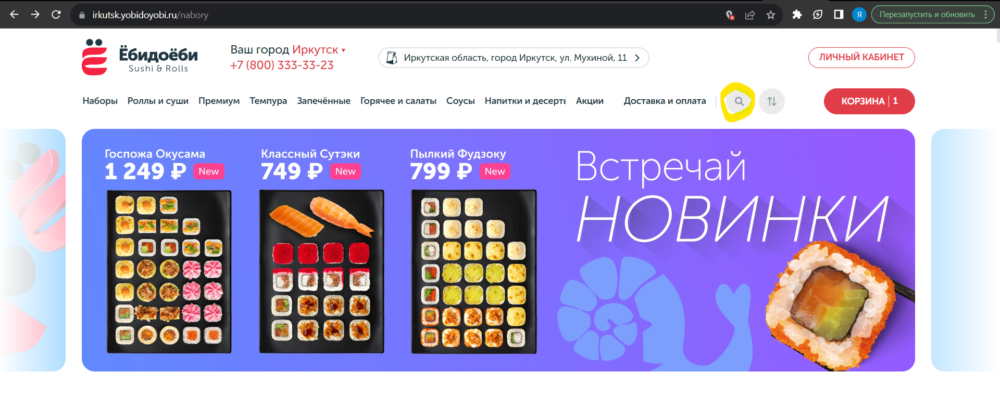 irkutsk.yobidoyobi.ru/nabory
Я
Перезапустить и обновить
Ёбидоёби
Sushi & Rolls
Ваш город Иркутск
+7 (800) 333-33-23
Иркутская область, город Иркутск, ул. Мухиной, 11
ЛИЧНЫЙ КАБИНЕТ
Наборы Роллы и суши Премиум Темпура Запечённые Горячее и салаты Соусы Напитки и десерты Акции Доставка и оплата
КОРЗИНА | 1
Госпожа Окусама
1 249 ₽ New
Классный Сутэки
749 ₽ New
Пылкий Фудзоку
799 ₽ New
Встречай
НОВИНКИ